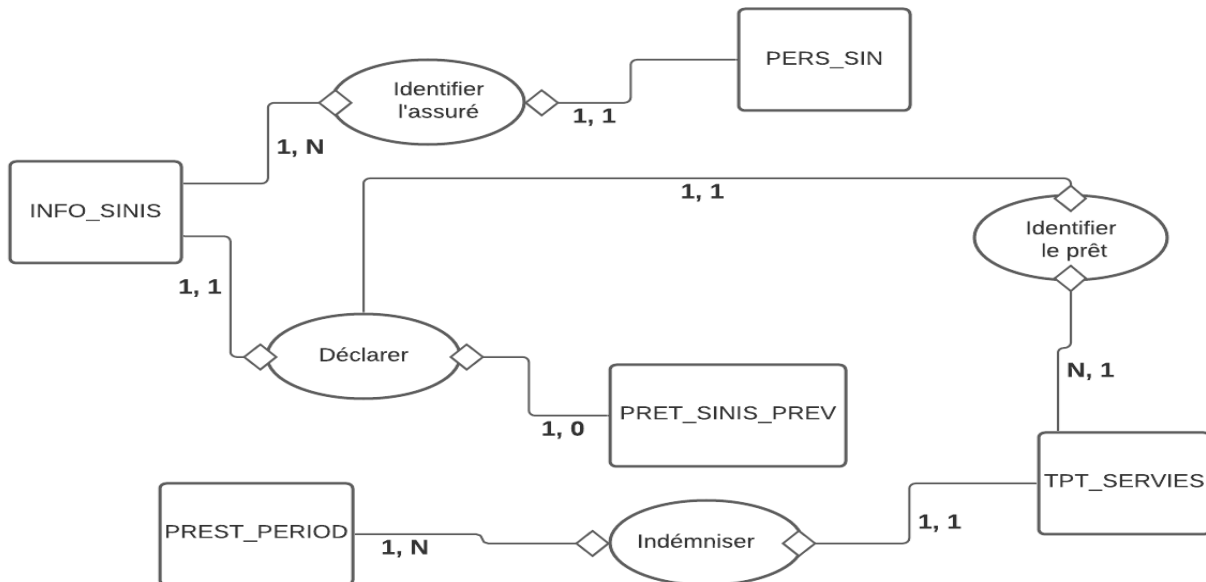 PERS_SIN
Identifier
l'assuré
1, 1
1, N
1, 1
INFO_SINIS
Identifier
le prêt
1, 1
Déclarer
N, 1
PRET_SINIS_PREV
1, 0
TPT_SERVIES
PREST_PERIOD
1, N
Indémniser
1, 1